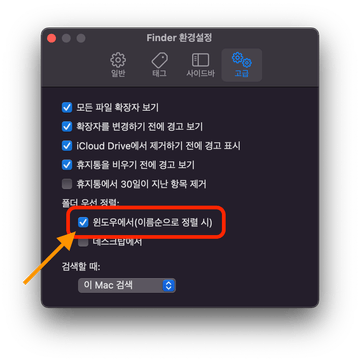 Finder 환경설정
일반
태그
사이드바
고급
모든 파일 확장자 보기
확장자를 변경하기 전에 경고 보기
iCloud Drive에서 제거하기 전에 경고 표시
휴지통을 비우기 전에 경고 보기
휴지통에서 30일이 지난 항목 제거
폴더 우선 정렬:
윈도우에서(이름순으로 정렬 시)
데스크탑에서
검색할 때:
이 Mac 검색